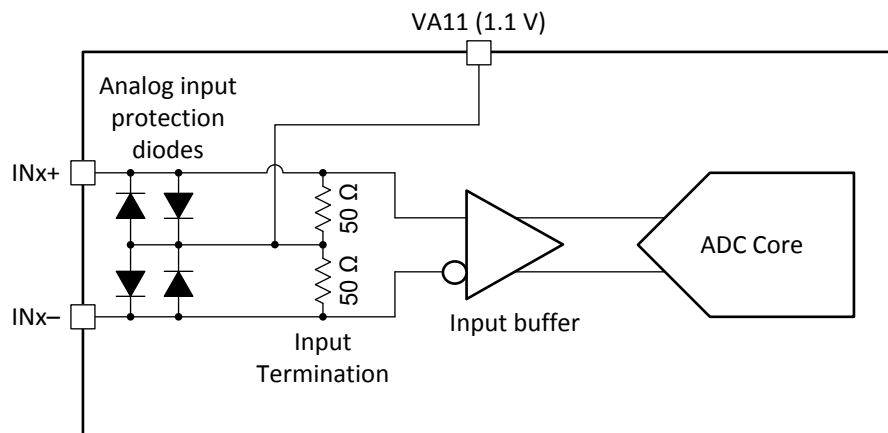 VA11 (1.1 V)
Analog input
protection
diodes
INx+
50 Ω
50 Ω
ADC Core
INx–
Input buffer
Input
Termination